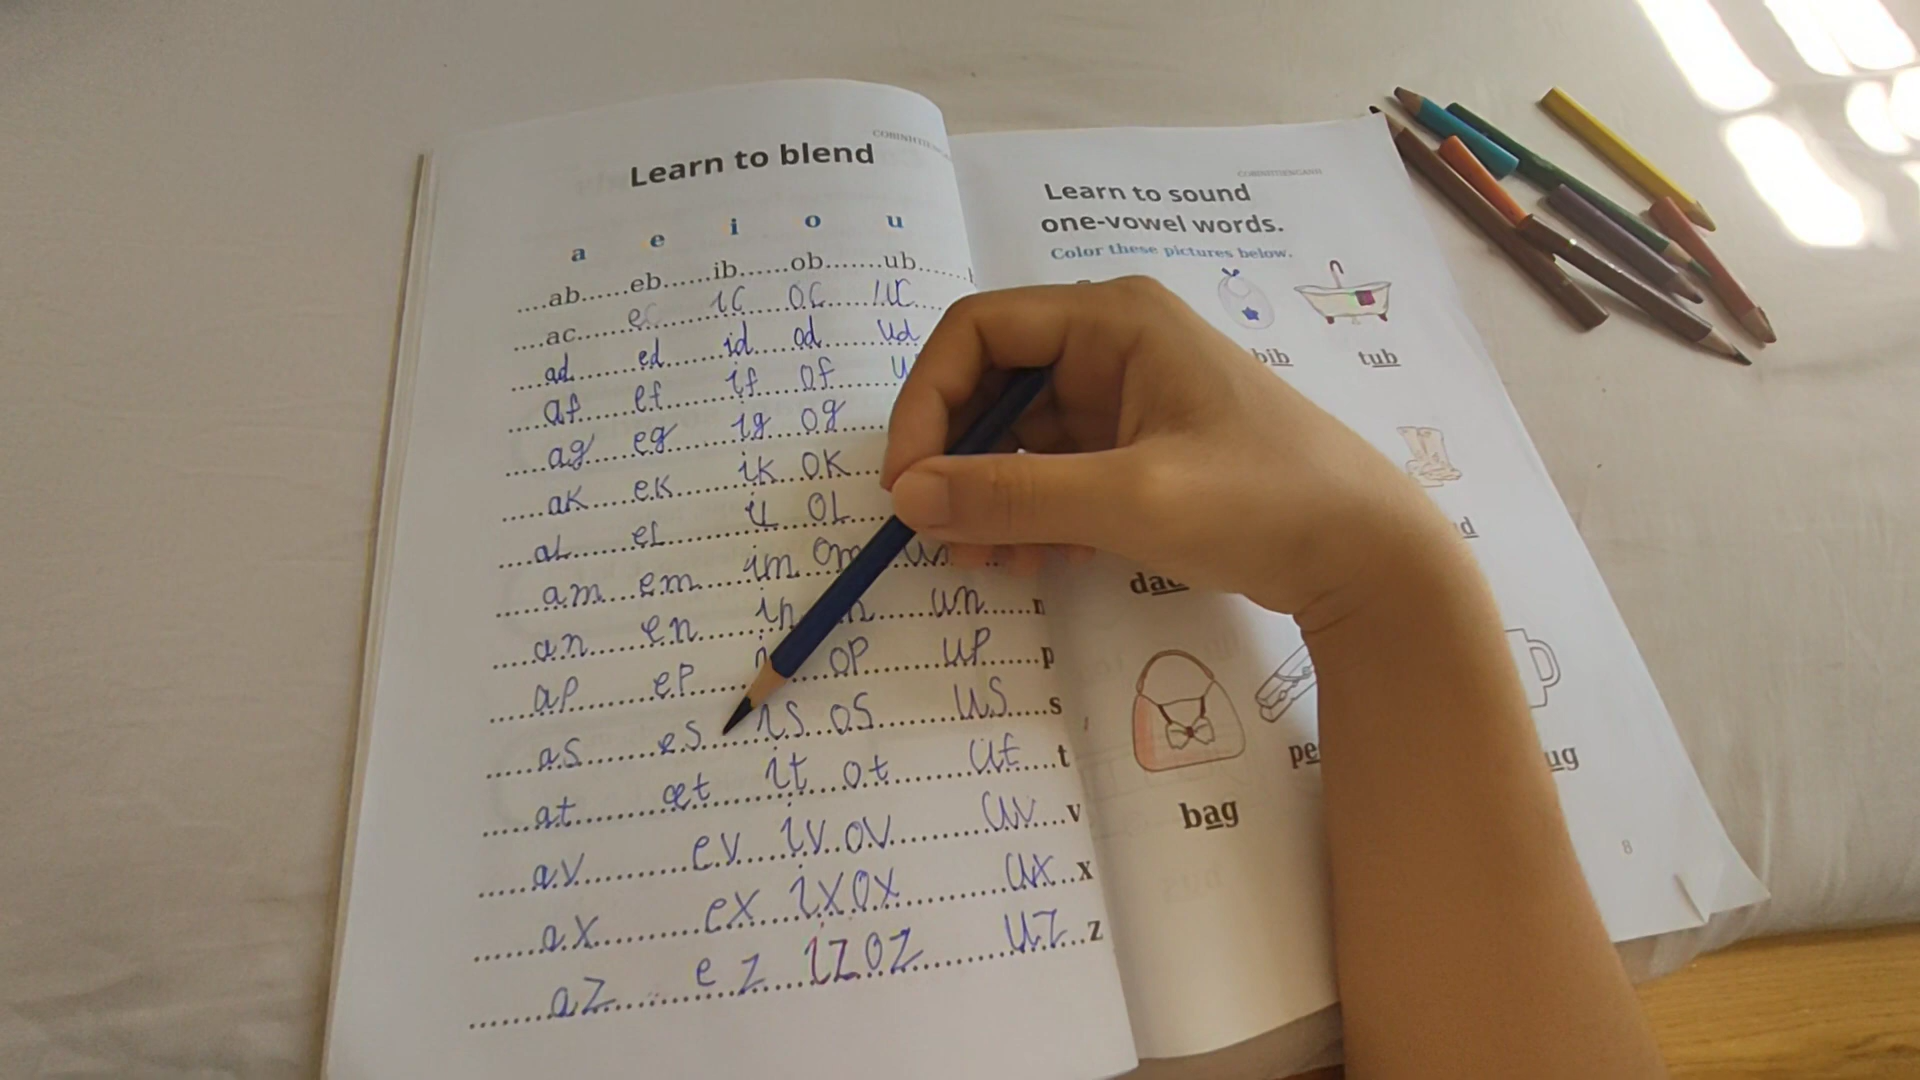 COBINHTIENGANH
Learn to blend
a e i o u
....ab......eb......ib......ob.......ub......
....ac......ec ic oc......uc....
ad ed id od ud
af ef if of
ag eg ig og
ak ek ik ok
aL eL iL oL
am em im om
an en in un n
ap ep op up p
as es is os us s
at et it ot ut t
av ev iv ov uv v
ax ex ix ox ux x
az e z iz oz uz z
COBINHTIENGANH
Learn to sound
one-vowel words.
Color these pictures below.
bib tub
bag
8